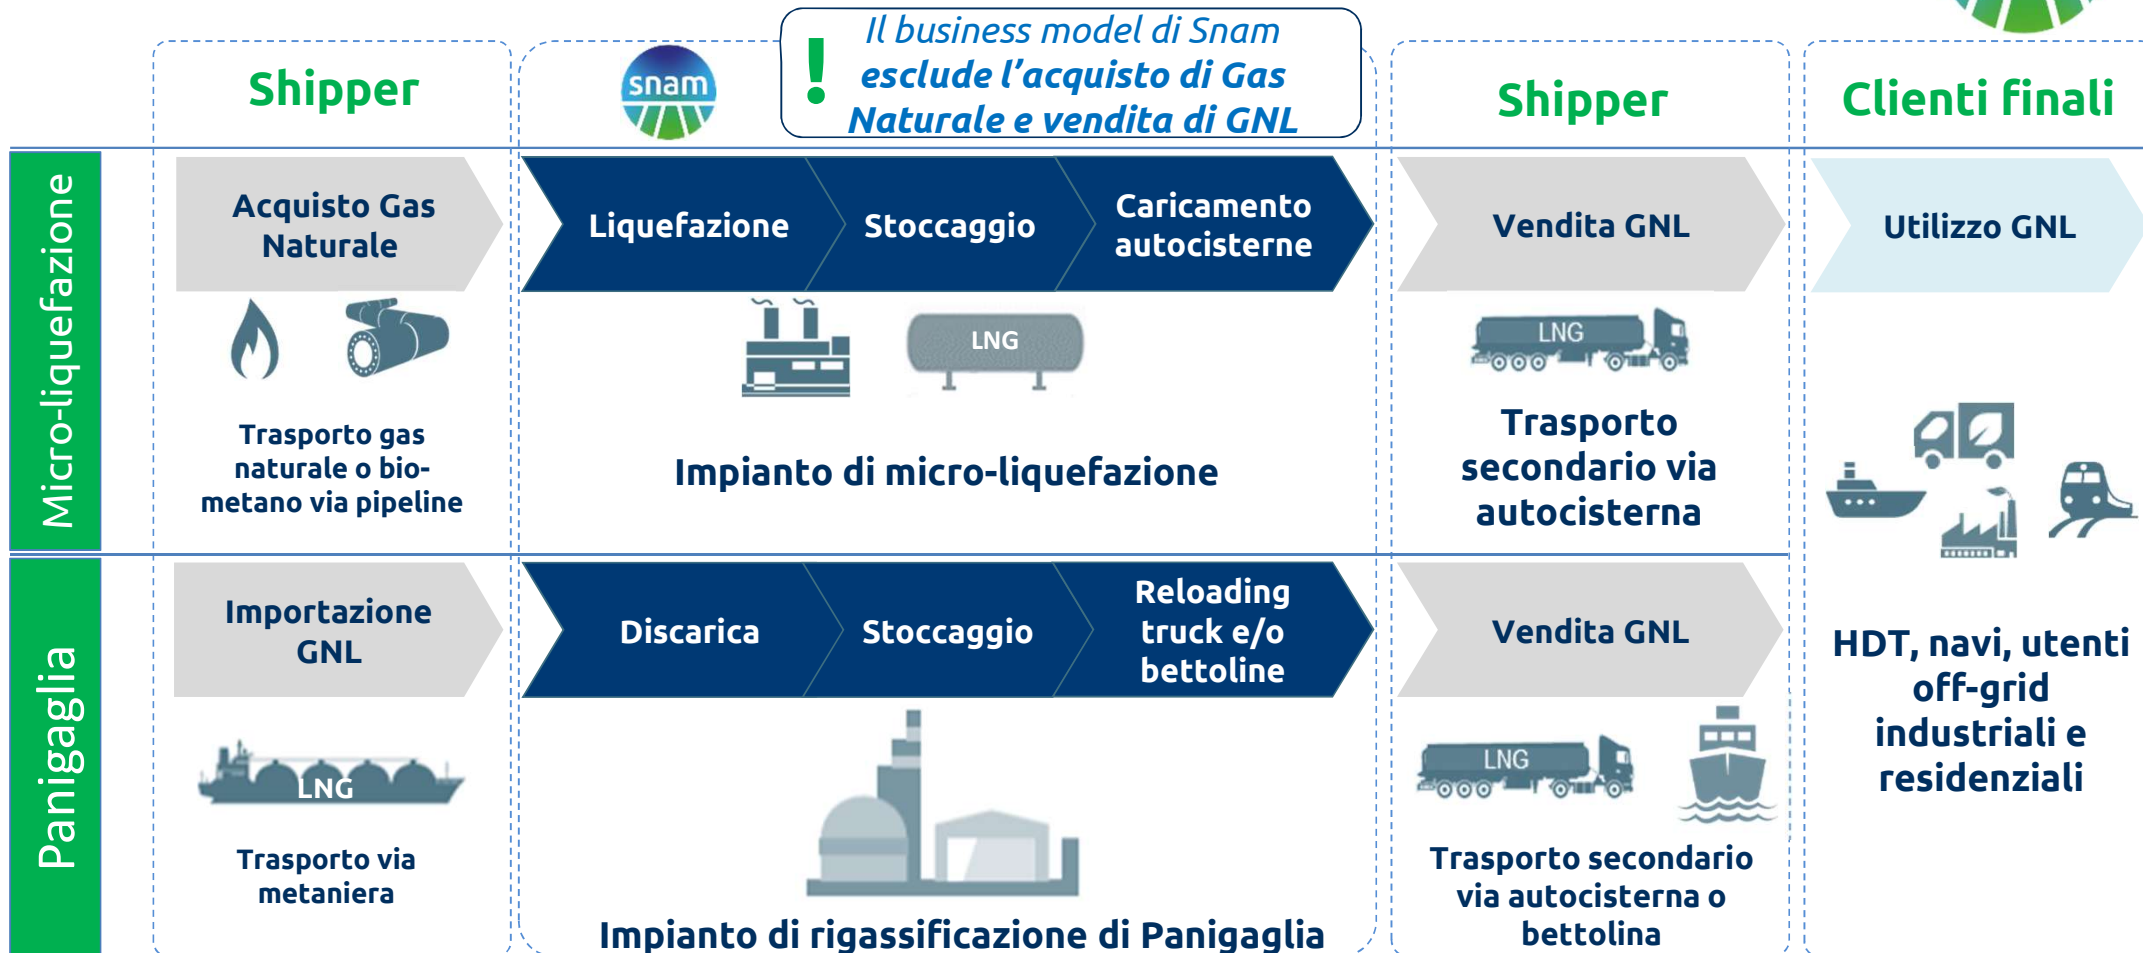 Il business model di Snam
esclude l'acquisto di Gas
Naturale e vendita di GNL
!
Shipper
snam
Shipper
Clienti finali
Micro-liquefazione
Acquisto Gas
Naturale
Liquefazione
Stoccaggio
Caricamento
autocisterne
Vendita GNL
Utilizzo GNL
LNG
LNG
Trasporto gas
naturale o bio-
metano via pipeline
Impianto di micro-liquefazione
Trasporto
secondario via
autocisterna
Panigaglia
Importazione
GNL
Discarica
Stoccaggio
Reloading
truck e/o
bettoline
Vendita GNL
HDT, navi, utenti
off-grid
industriali e
residenziali
LNG
LNG
Trasporto via
metaniera
Impianto di rigassificazione di Panigaglia
Trasporto secondario
via autocisterna o
bettolina